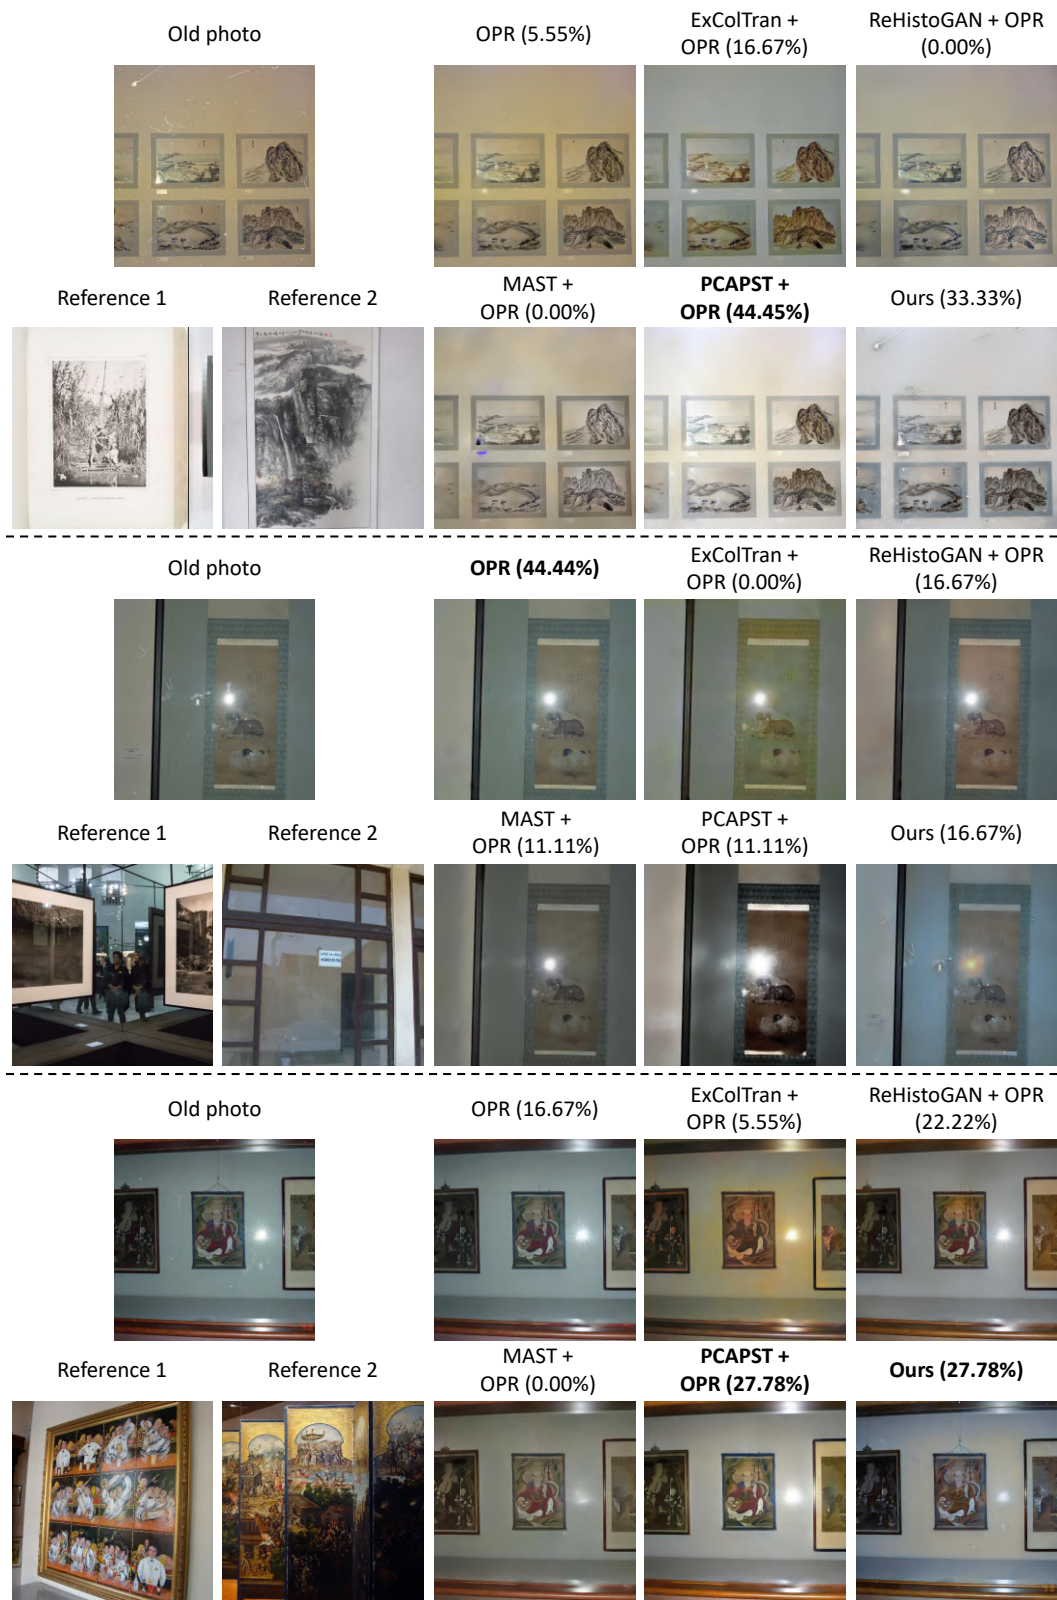 Old photo
OPR (5.55%)
ExColTran +
OPR (16.67%)
ReHistoGAN + OPR
(0.00%)
Reference 1
Reference 2
MAST +
OPR (0.00%)
PCAPST +
OPR (44.45%)
Ours (33.33%)
Old photo
OPR (44.44%)
ExColTran +
OPR (0.00%)
ReHistoGAN + OPR
(16.67%)
Reference 1
Reference 2
MAST +
OPR (11.11%)
PCAPST +
OPR (11.11%)
Ours (16.67%)
Old photo
OPR (16.67%)
ExColTran +
OPR (5.55%)
ReHistoGAN + OPR
(22.22%)
Reference 1
Reference 2
MAST +
OPR (0.00%)
PCAPST +
OPR (27.78%)
Ours (27.78%)